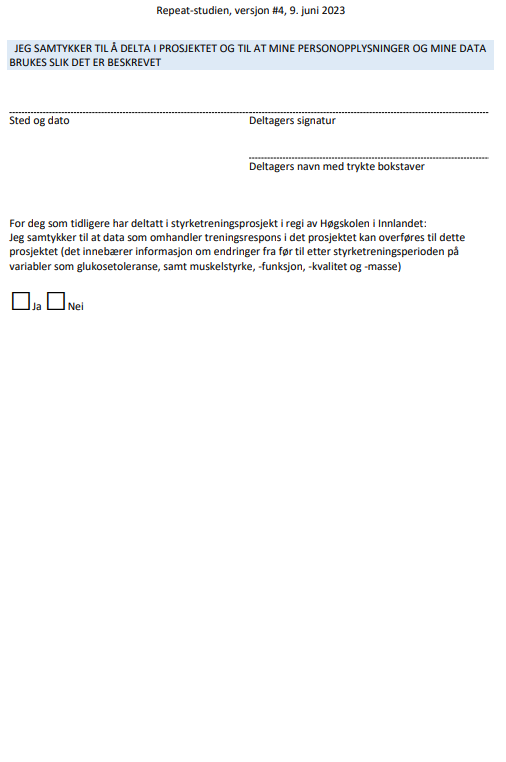 Repeat-studien, versjon #4, 9. juni 2023
JEG SAMTYKKER TIL Å DELTA I PROSJEKTET OG TIL AT MINE PERSONOPPLYSNINGER OG MINE DATA
BRUKES SLIK DET ER BESKREVET
Sted og dato
Deltagers signatur
Deltagers navn med trykte bokstaver
For deg som tidligere har deltatt i styrketreningsprosjekt i regi av Høgskolen i Innlandet:
Jeg samtykker til at data som omhandler treningsrespons i det prosjektet kan overføres til dette
prosjektet (det innebærer informasjon om endringer fra før til etter styrketreningsperioden på
variabler som glukosetoleranse, samt muskelstyrke, -funksjon, -kvalitet og -masse)
Ja Nei